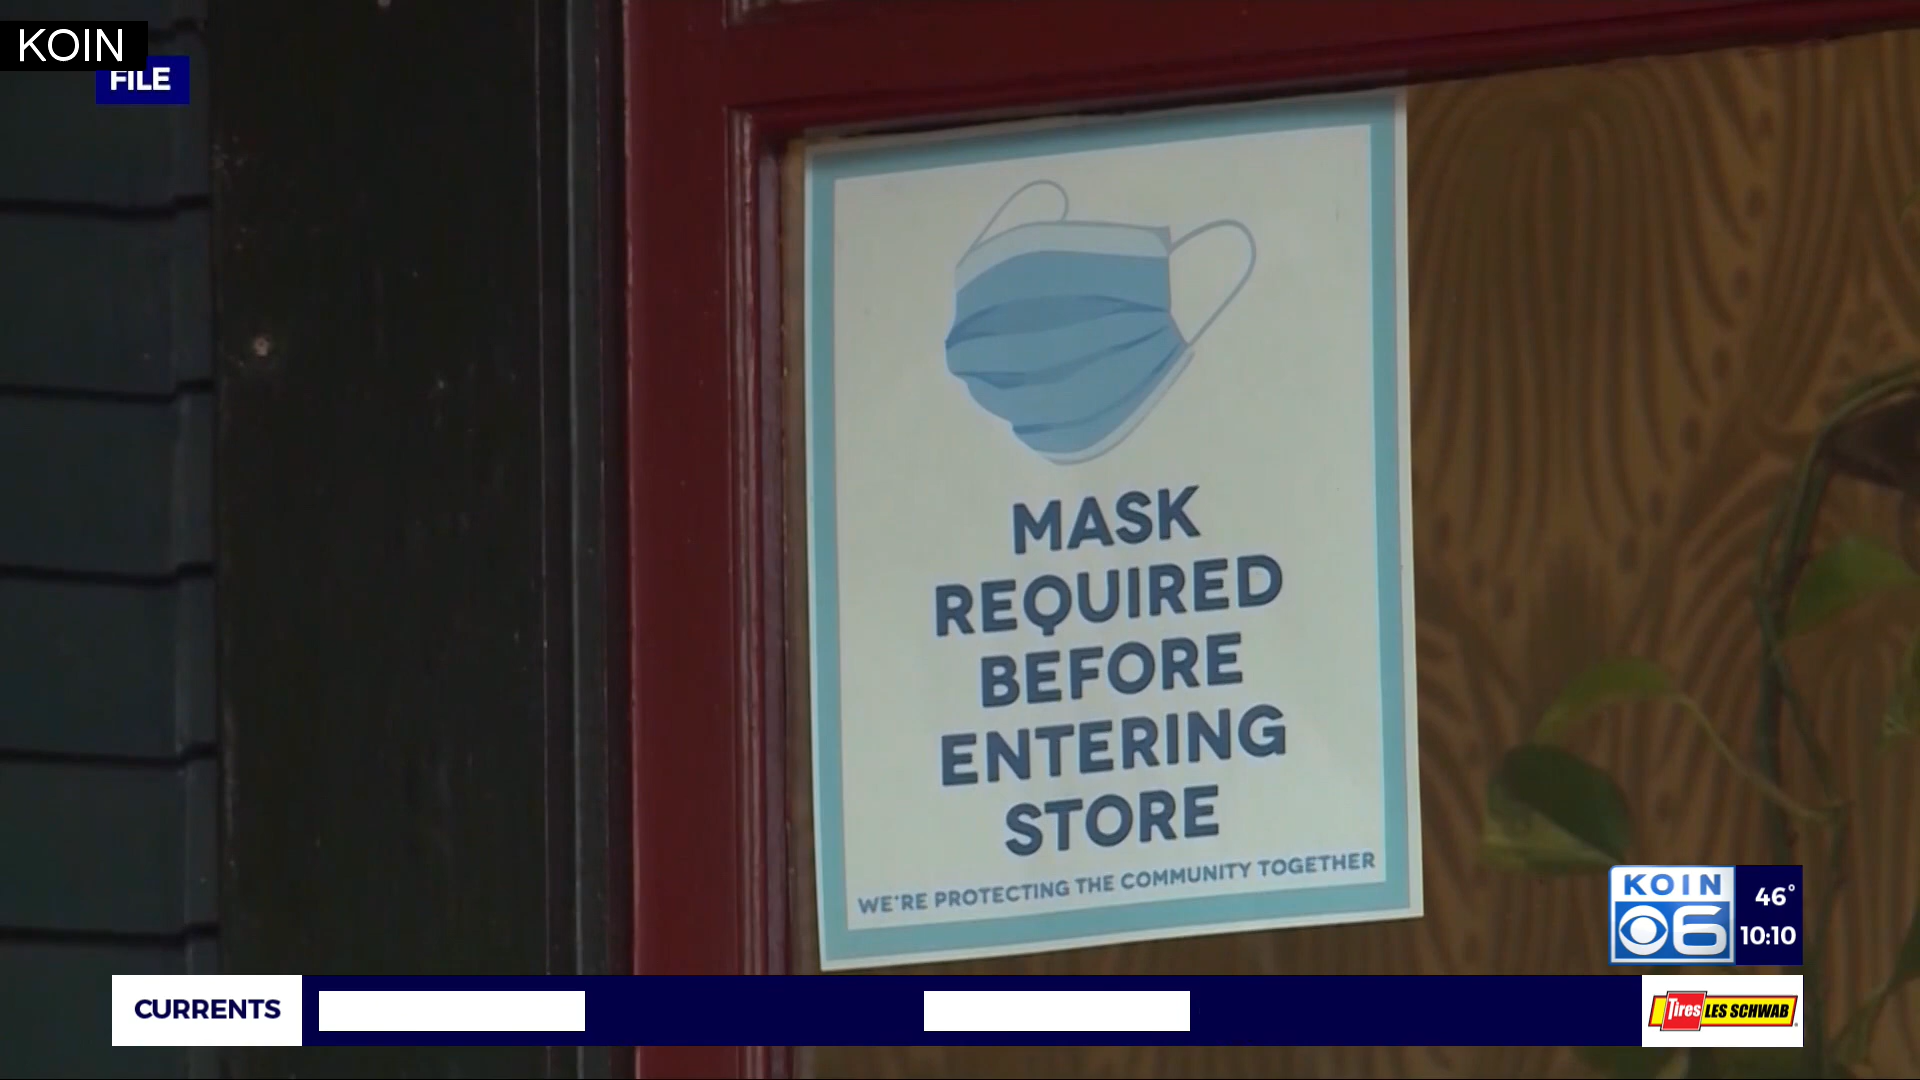 KOIN
FILE
MASK
REQUIRED
BEFORE
ENTERING
STORE
WE'RE PROTECTING THE COMMUNITY TOGETHER
KOIN
6
46°
10:10
CURRENTS
Tires LES SCHWAB